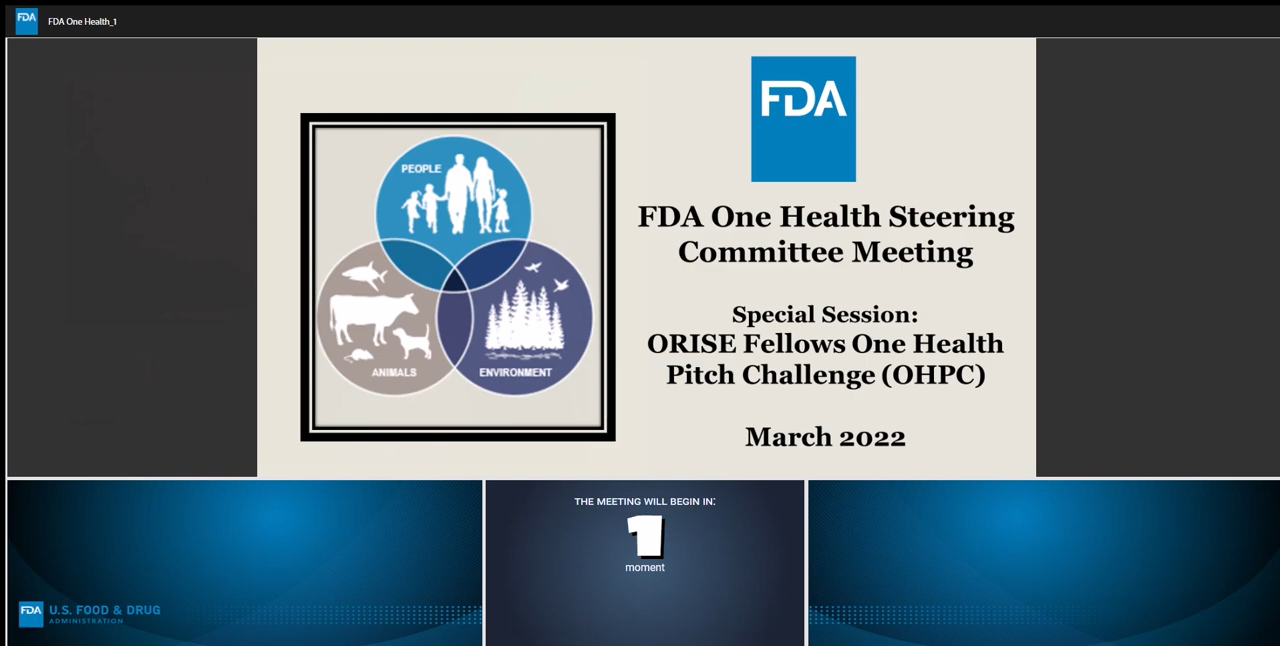 FDA
FDA One Health_1
FDA
PEOPLE
ANIMALS
ENVIRONMENT
FDA One Health Steering
Committee Meeting
Special Session:
ORISE Fellows One Health
Pitch Challenge (OHPC)
March 2022
THE MEETING WILL BEGIN IN:
1
moment
FDA
U.S. FOOD & DRUG
ADMINISTRATION